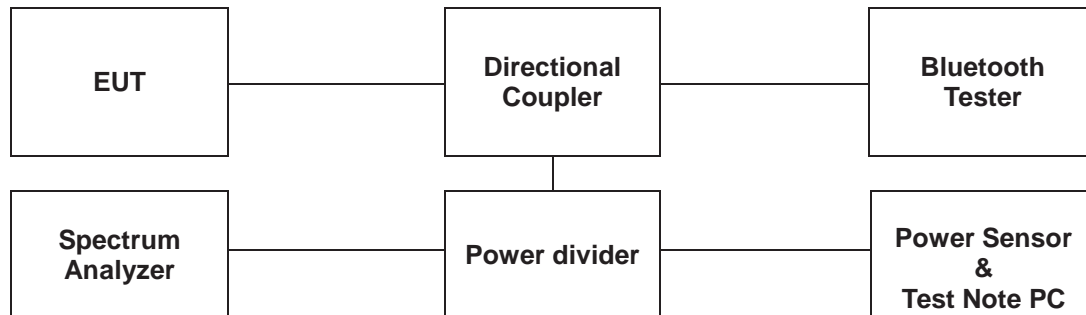 EUT
Directional
Coupler
Bluetooth
Tester
Spectrum
Analyzer
Power divider
Power Sensor
&
Test Note PC